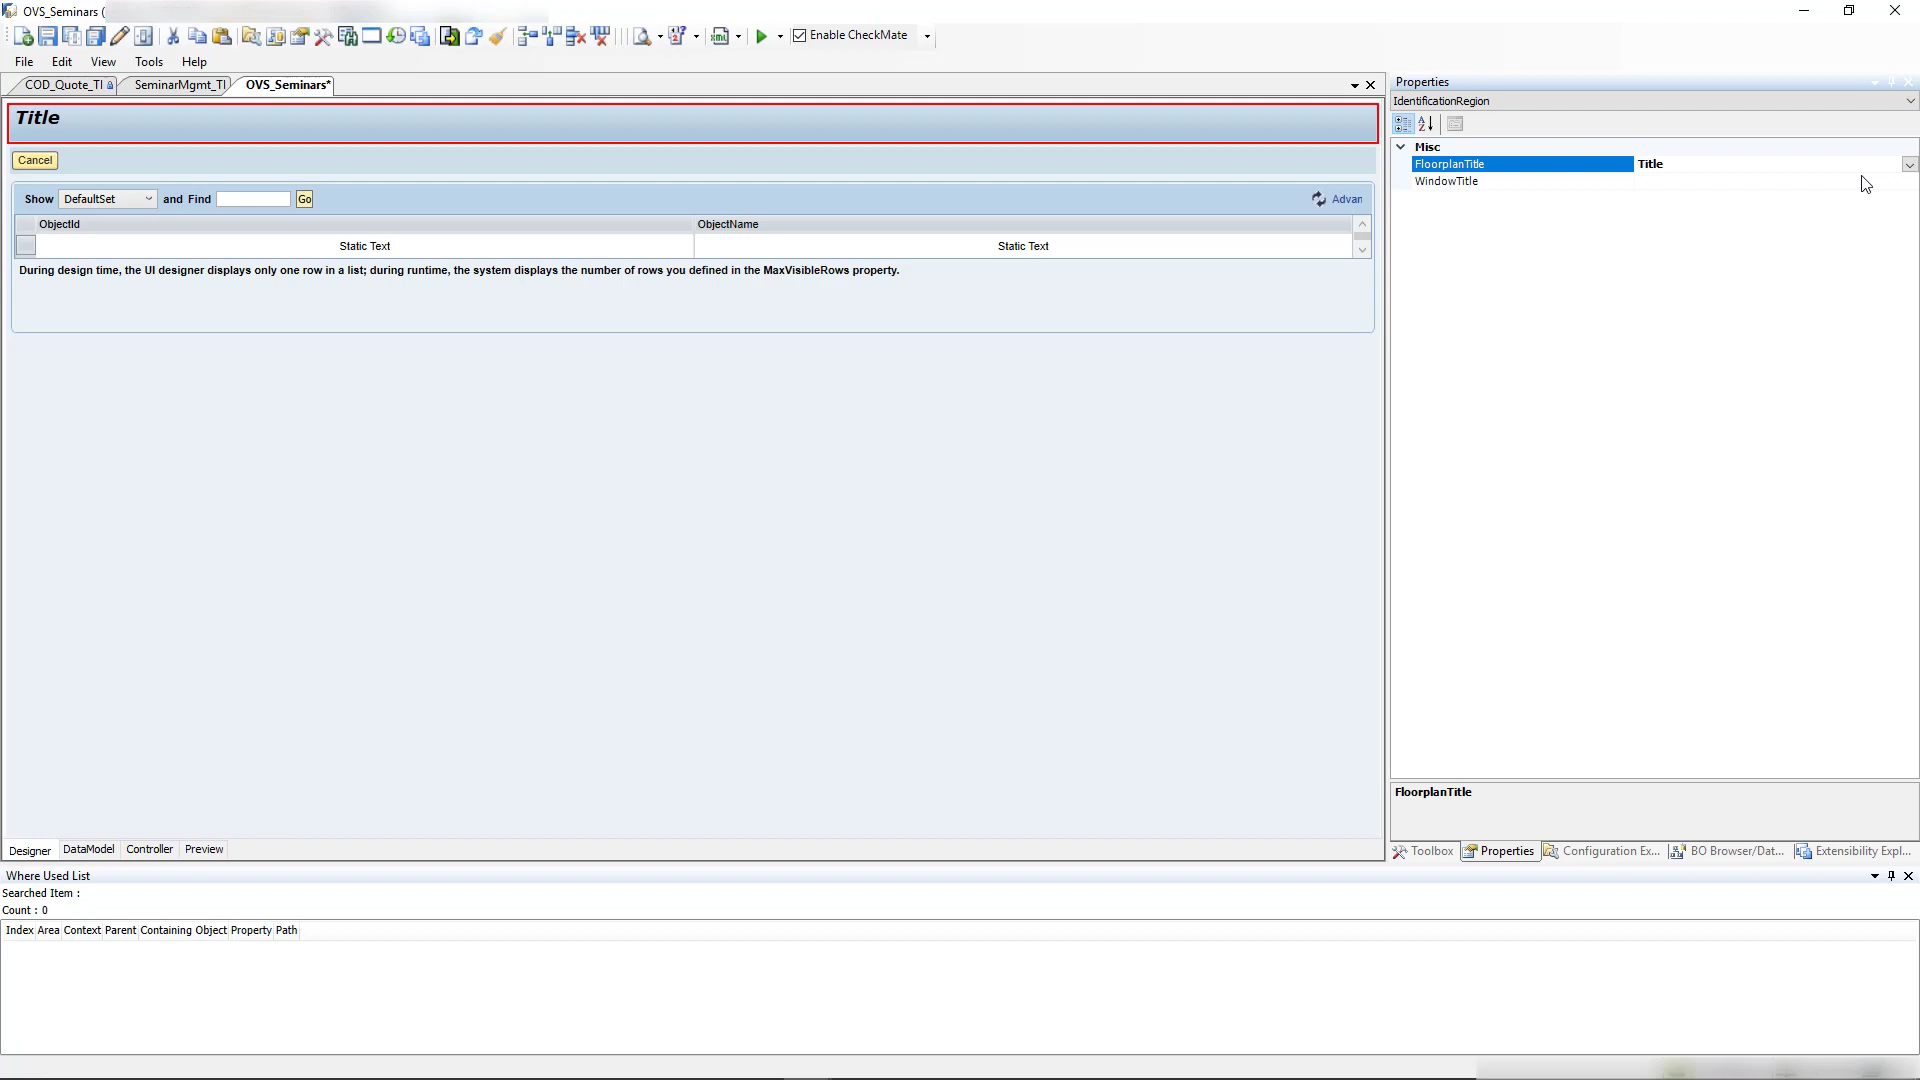 OVS_Seminars (
Enable CheckMate
File Edit View Tools Help
COD_Quote_TI SeminarMgmt_TI OVS_Seminars*
Title
Cancel
Show DefaultSet and Find Go Advan
ObjectId ObjectName
Static Text Static Text
During design time, the UI designer displays only one row in a list; during runtime, the system displays the number of rows you defined in the MaxVisibleRows property.
Designer DataModel Controller Preview
Properties
IdentificationRegion
Misc
FloorplanTitle Title
WindowTitle
FloorplanTitle
Toolbox Properties Configuration Ex... BO Browser/Dat... Extensibility Expl...
Where Used List
Searched Item :
Count : 0
Index Area Context Parent Containing Object Property Path